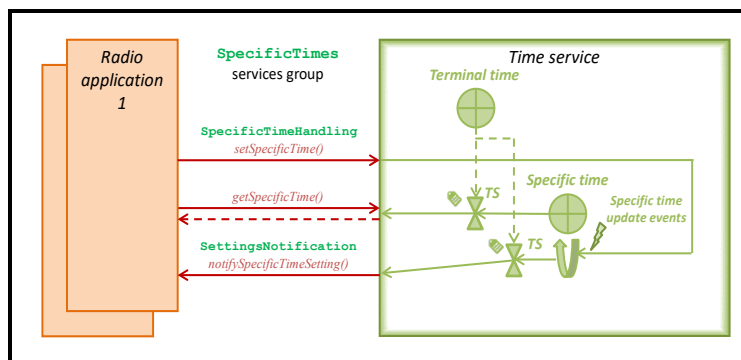 Radio
application
1
SpecificTimes
services group
SpecificTimeHandling
setSpecificTime()
getSpecificTime()
SettingsNotification
notifySpecificTimeSetting()
Time service
Terminal time
TS
Specific time
Specific time
update events
TS